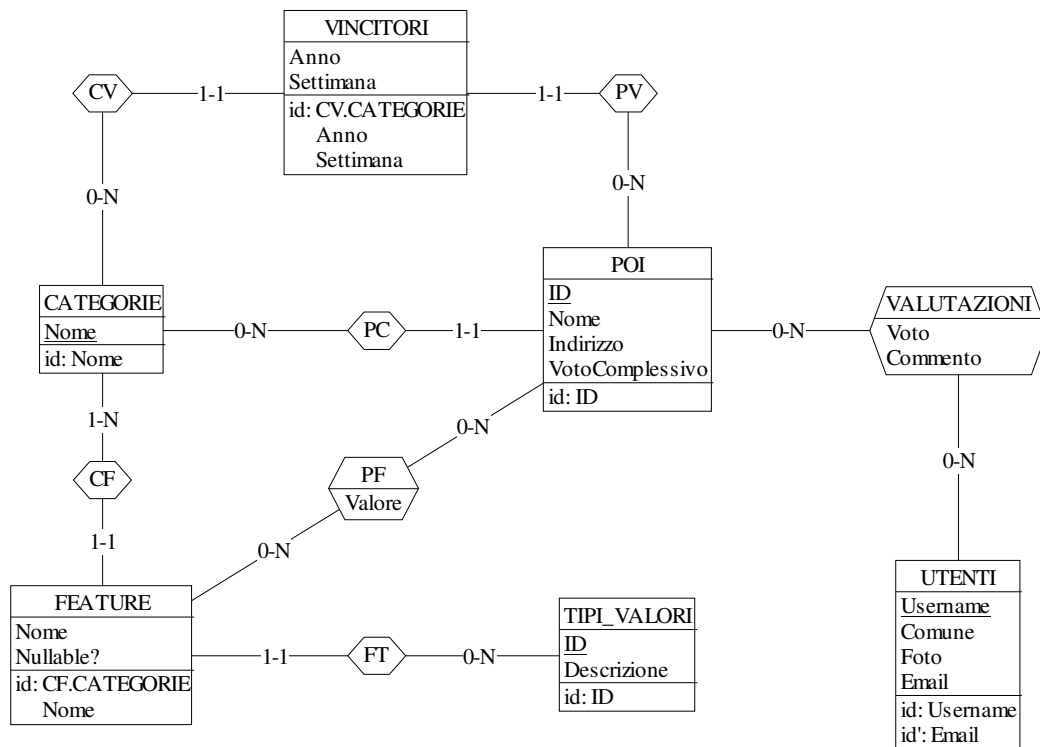 VINCITORI
Anno
Settimana
id: CV.CATEGORIE
Anno
Settimana
CV
1-1
1-1
PV
0-N
0-N
CATEGORIE
Nome
id: Nome
0-N
PC
1-1
POI
ID
Nome
Indirizzo
VotoComplessivo
id: ID
0-N
VALUTAZIONI
Voto
Commento
1-N
CF
1-1
0-N
PF
Valore
0-N
0-N
FEATURE
Nome
Nullable?
id: CF.CATEGORIE
Nome
1-1
FT
0-N
TIPI_VALORI
ID
Descrizione
id: ID
UTENTI
Username
Comune
Foto
Email
id: Username
id': Email